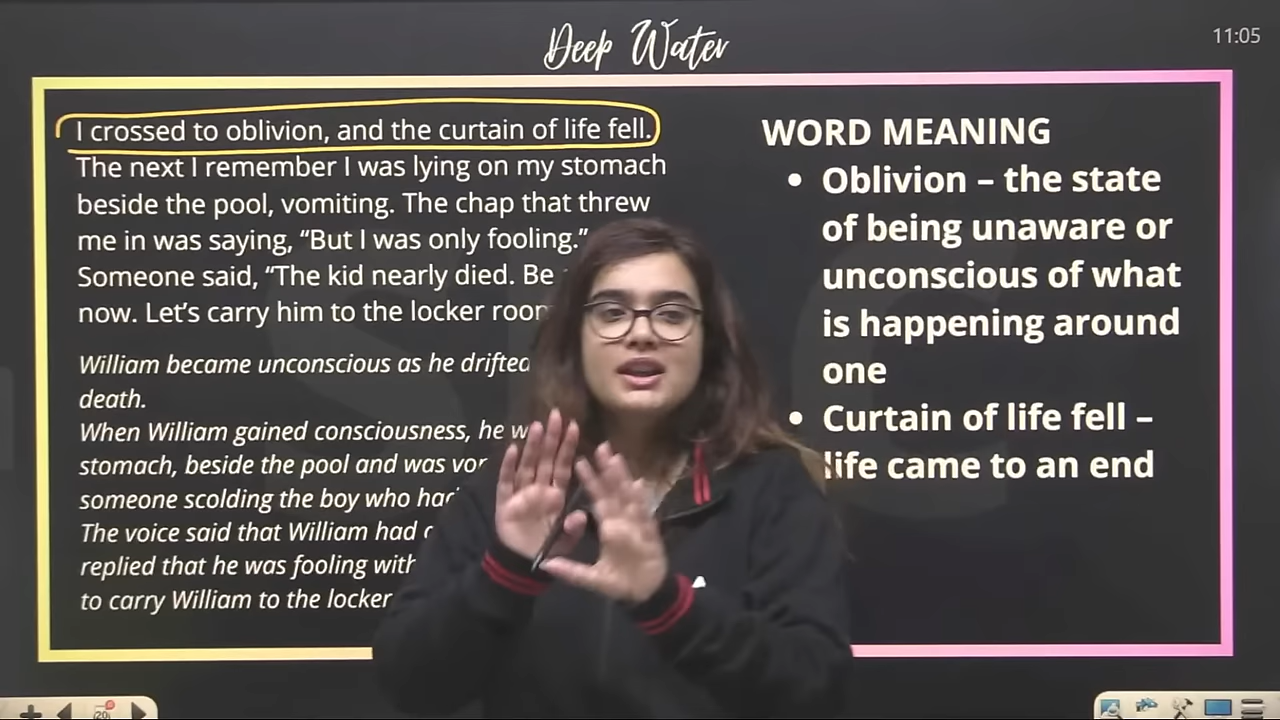 Deep Water
11:05
I crossed to oblivion, and the curtain of life fell.
The next I remember I was lying on my stomach
beside the pool, vomiting. The chap that threw
me in was saying, “But I was only fooling.”
Someone said, “The kid nearly died. Be
now. Let’s carry him to the locker
William became unconscious as he drifted
death.
When William gained consciousness, he
stomach, beside the pool and was
someone scolding the boy who
The voice said that William had
replied that he was fooling with
to carry William to the locker
WORD MEANING
• Oblivion – the state
of being unaware or
unconscious of what
is happening around
one
• Curtain of life fell –
life came to an end